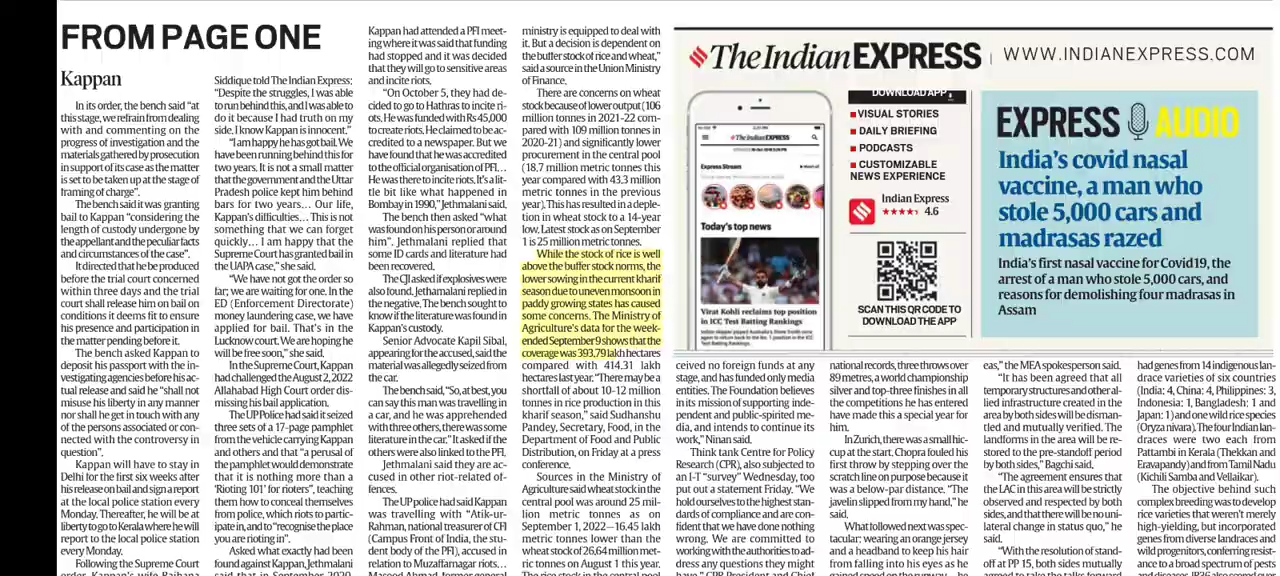 FROM PAGE ONE
Kappan
In its order, the bench said “at
this stage, we refrain from dealing
with and commenting on the
progress of investigation and the
materials gathered by prosecution
in support of its case as the matter
is set to be taken up at the stage of
framing of charge”.
The bench said it was granting
bail to Kappan “considering the
length of custody undergone by
the appellant and the peculiar facts
and circumstances of the case”.
It directed that he be produced
before the trial court concerned
within three days and the trial
court shall release him on bail on
conditions it deems fit to ensure
his presence and participation in
the matter pending before it.
The bench asked Kappan to
deposit his passport with the in-
vestigating agencies before his ac-
tual release and said he “shall not
misuse his liberty in any manner
nor shall he get in touch with any
of the persons associated or con-
nected with the controversy in
question”.
Kappan will have to stay in
Delhi for the first six weeks after
his release on bail and sign a report
at the local police station every
Monday. Thereafter, he will be at
liberty to go to Kerala where he will
report to the local police station
every Monday.
Following the Supreme Court
order, Kappan's wife Raihana
Siddique told The Indian Express:
“Despite the struggles, I was able
to run behind this, and I was able to
do it because I had truth on my
side. I know Kappan is innocent.”
“I am happy he has got bail. We
have been running behind this for
two years. It is not a small matter
that the government and the Uttar
Pradesh police kept him behind
bars for two years... Our life,
Kappan's difficulties... This is not
something that we can forget
quickly... I am happy that the
Supreme Court has granted bail in
the UAPA case,” she said.
“We have not got the order so
far; we are waiting for one. In the
ED (Enforcement Directorate)
money laundering case, we have
applied for bail. That's in the
Lucknow court. We are hoping he
will be free soon,” she said.
In the Supreme Court, Kappan
had challenged the August 2, 2022
Allahabad High Court order dis-
missing his bail application.
The UP Police had said it seized
three sets of a 17-page pamphlet
from the vehicle carrying Kappan
and others and that “a perusal of
the pamphlet would demonstrate
that it is nothing more than a
‘Rioting 101’ for rioters”, teaching
them how to conceal themselves
from police, which riots to partic-
ipate in, and to “recognise the place
you are rioting in”.
Asked what exactly had been
found against Kappan, Jethmalani
said that in September 2020,
Kappan had attended a PFI meet-
ing where it was said that funding
had stopped and it was decided
that they will go to sensitive areas
and incite riots.
“On October 5, they had de-
cided to go to Hathras to incite ri-
ots. He was funded with Rs 45,000
to create riots. He claimed to be ac-
credited to a newspaper. But we
have found that he was accredited
to the official organisation of PFI...
He was there to incite riots. It's a lit-
tle bit like what happened in
Bombay in 1990,” Jethmalani said.
The bench then asked “what
was found on his person or around
him”. Jethmalani replied that
some ID cards and literature had
been recovered.
The CJI asked if explosives were
also found. Jethamalani replied in
the negative. The bench sought to
know if the literature was found in
Kappan's custody.
Senior Advocate Kapil Sibal,
appearing for the accused, said the
material was allegedly seized from
the car.
The bench said, “So, at best, you
can say this man was travelling in
a car, and he was apprehended
with three others, there was some
literature in the car.” It asked if the
others were also linked to the PFI.
Jethmalani said they are ac-
cused in other riot-related of-
fences.
The UP police had said Kappan
was travelling with “Atik-ur-
Rahman, national treasurer of CFI
(Campus Front of India, the stu-
dent body of the PFI), accused in
relation to Muzaffarnagar riots...
Masood Ahmad, former general
ministry is equipped to deal with
it. But a decision is dependent on
the buffer stock of rice and wheat,”
said a source in the Union Ministry
of Finance.
There are concerns on wheat
stock because of lower output (106
million tonnes in 2021-22 com-
pared with 109 million tonnes in
2020-21) and significantly lower
procurement in the central pool
(18.7 million metric tonnes this
year compared with 43.3 million
metric tonnes in the previous
year). This has resulted in a deple-
tion in wheat stock to a 14-year
low. Latest stock as on September
1 is 25 million metric tonnes.
While the stock of rice is well
above the buffer stock norms, the
lower sowing in the current kharif
season due to uneven monsoon in
paddy growing states has caused
some concerns. The Ministry of
Agriculture's data for the week-
ended September 9 shows that the
coverage was 393.79 lakh hectares
compared with 414.31 lakh
hectares last year. “There may be a
shortfall of about 10-12 million
tonnes in rice production in this
kharif season,” said Sudhanshu
Pandey, Secretary, Food, in the
Department of Food and Public
Distribution, on Friday at a press
conference.
Sources in the Ministry of
Agriculture said wheat stock in the
central pool was around 25 mil-
lion metric tonnes as on
September 1, 2022—16.45 lakh
metric tonnes lower than the
wheat stock of 26.64 million met-
ric tonnes on August 1 this year.
The rice stock in the central pool
The Indian EXPRESS
WWW.INDIANEXPRESS.COM
The Indian EXPRESS
Express Stream
Today's top news
Virat Kohli reclaims top position
in ICC Test Batting Rankings
DOWNLOAD APP
VISUAL STORIES
DAILY BRIEFING
PODCASTS
CUSTOMIZABLE
NEWS EXPERIENCE
Indian Express
4.6
SCAN THIS QR CODE TO
DOWNLOAD THE APP
EXPRESS AUDIO
India's covid nasal
vaccine, a man who
stole 5,000 cars and
madrasas razed
India's first nasal vaccine for Covid19, the
arrest of a man who stole 5,000 cars, and
reasons for demolishing four madrasas in
Assam
ceived no foreign funds at any
stage, and has funded only media
entities. The Foundation believes
in its mission of supporting inde-
pendent and public-spirited me-
dia, and intends to continue its
work,” Ninan said.
Think tank Centre for Policy
Research (CPR), also subjected to
an I-T “survey” Wednesday, too
put out a statement Friday. “We
hold ourselves to the highest stan-
dards of compliance and are con-
fident that we have done nothing
wrong. We are committed to
working with the authorities to ad-
dress any questions they might
have,” CPR President and Chief
national records, three throws over
89 metres, a world championship
silver and top-three finishes in all
the competitions he has entered
have made this a special year for
him.
In Zurich, there was a small hic-
cup at the start. Chopra fouled his
first throw by stepping over the
scratch line on purpose because it
was a below-par distance. “The
javelin slipped from my hand,” he
said.
What followed next was spec-
tacular; wearing an orange jersey
and a headband to keep his hair
from falling into his eyes as he
gained speed on the runway — he
eas,” the MEA spokesperson said.
“It has been agreed that all
temporary structures and other al-
lied infrastructure created in the
area by both sides will be disman-
tled and mutually verified. The
landforms in the area will be re-
stored to the pre-standoff period
by both sides,” Bagchi said.
“The agreement ensures that
the LAC in this area will be strictly
observed and respected by both
sides, and that there will be no uni-
lateral change in status quo,” he
said.
“With the resolution of stand-
off at PP 15, both sides mutually
agreed to take the talks forward
had genes from 14 indigenous lan-
drace varieties of six countries
(India: 4, China: 4, Philippines: 3,
Indonesia: 1, Bangladesh: 1 and
Japan: 1) and one wild rice species
(Oryza nivara). The four Indian lan-
draces were two each from
Pattambi in Kerala (Thekkan and
Eravapandy) and from Tamil Nadu
(Kichili Samba and Vellaikar).
The objective behind such
complex breeding was to develop
rice varieties that weren't merely
high-yielding, but incorporated
genes from diverse landraces and
wild progenitors, conferring resist-
ance to a broad spectrum of pests